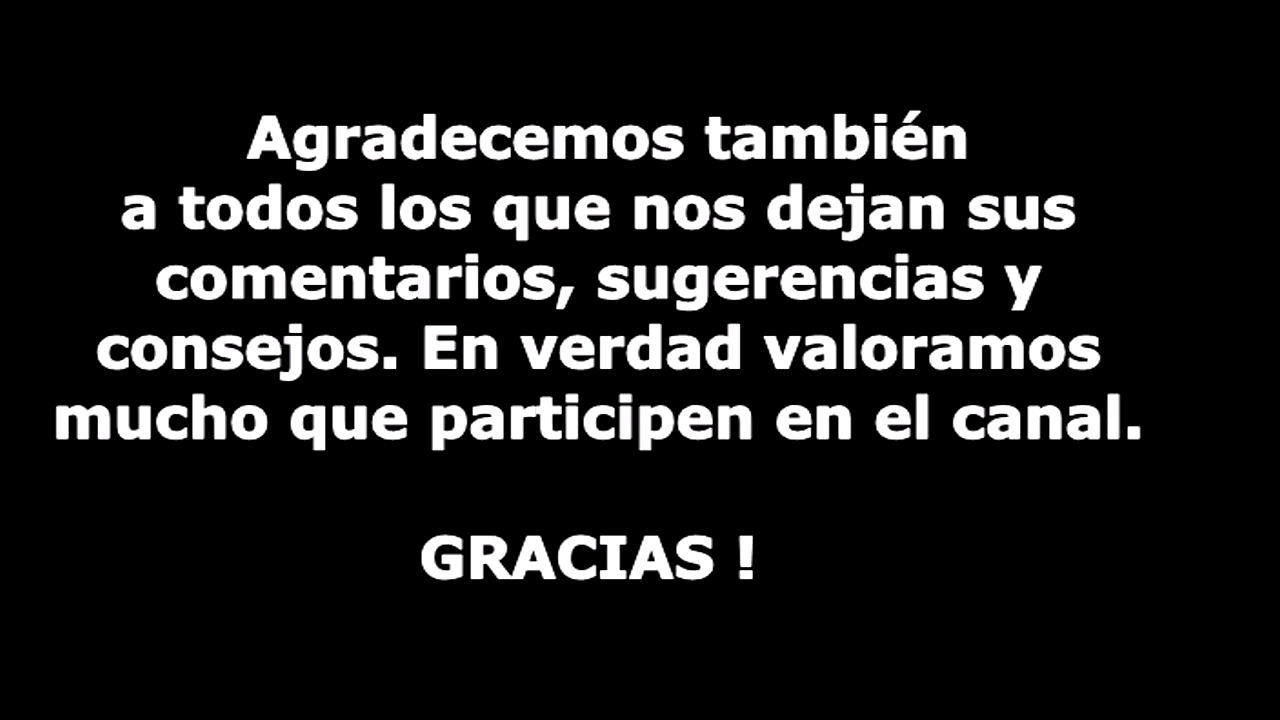 Agradecemos también
a todos los que nos dejan sus
comentarios, sugerencias y
consejos. En verdad valoramos
mucho que participen en el canal.
GRACIAS !